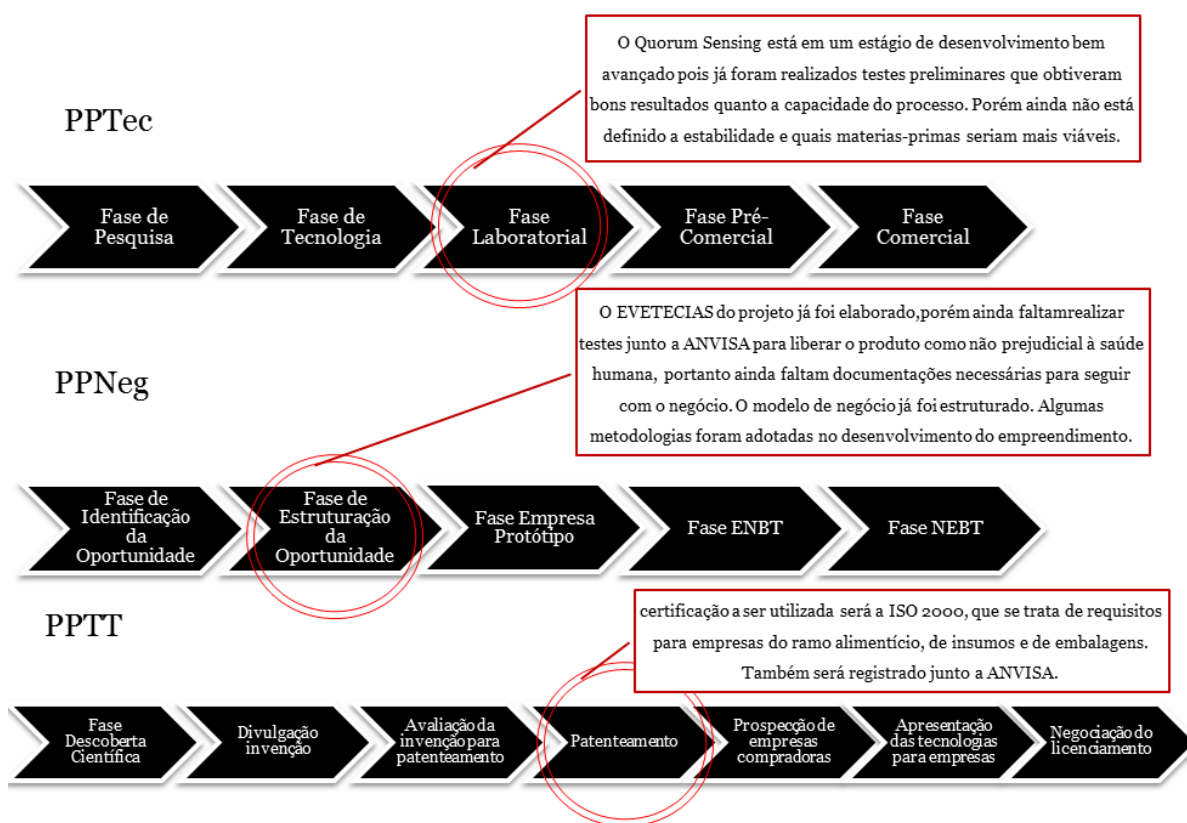 O Quorum Sensing está em um estágio de desenvolvimento bem
avançado pois já foram realizados testes preliminares que obtiveram
bons resultados quanto a capacidade do processo. Porém ainda não está
definido a estabilidade e quais materias-primas seriam mais viáveis.
PPTec
Fase de
Pesquisa
Fase de
Tecnologia
Fase
Laboratorial
Fase Pré-
Comercial
Fase
Comercial
O EVETECIAS do projeto já foi elaborado,porém ainda faltamrealizar
testes junto a ANVISA para liberar o produto como não prejudicial à saúde
humana, portanto ainda faltam documentações necessárias para seguir
com o negócio. O modelo de negócio já foi estruturado. Algumas
metodologias foram adotadas no desenvolvimento do empreendimento.
PPNeg
Fase de
Identificação
da
Oportunidade
Fase de
Estruturação
da
Oportunidade
Fase Empresa
Protótipo
Fase ENBT
Fase NEBT
certificação a ser utilizada será a ISO 2000, que se trata de requisitos
para empresas do ramo alimentício, de insumos e de embalagens.
Também será registrado junto a ANVISA.
PPTT
Fase
Descoberta
Científica
Divulgação
invenção
Avaliação da
invenção para
patenteamento
Patenteamento
Prospecção de
empresas
compradoras
Apresentação
das tecnologias
para empresas
Negociação do
licenciamento